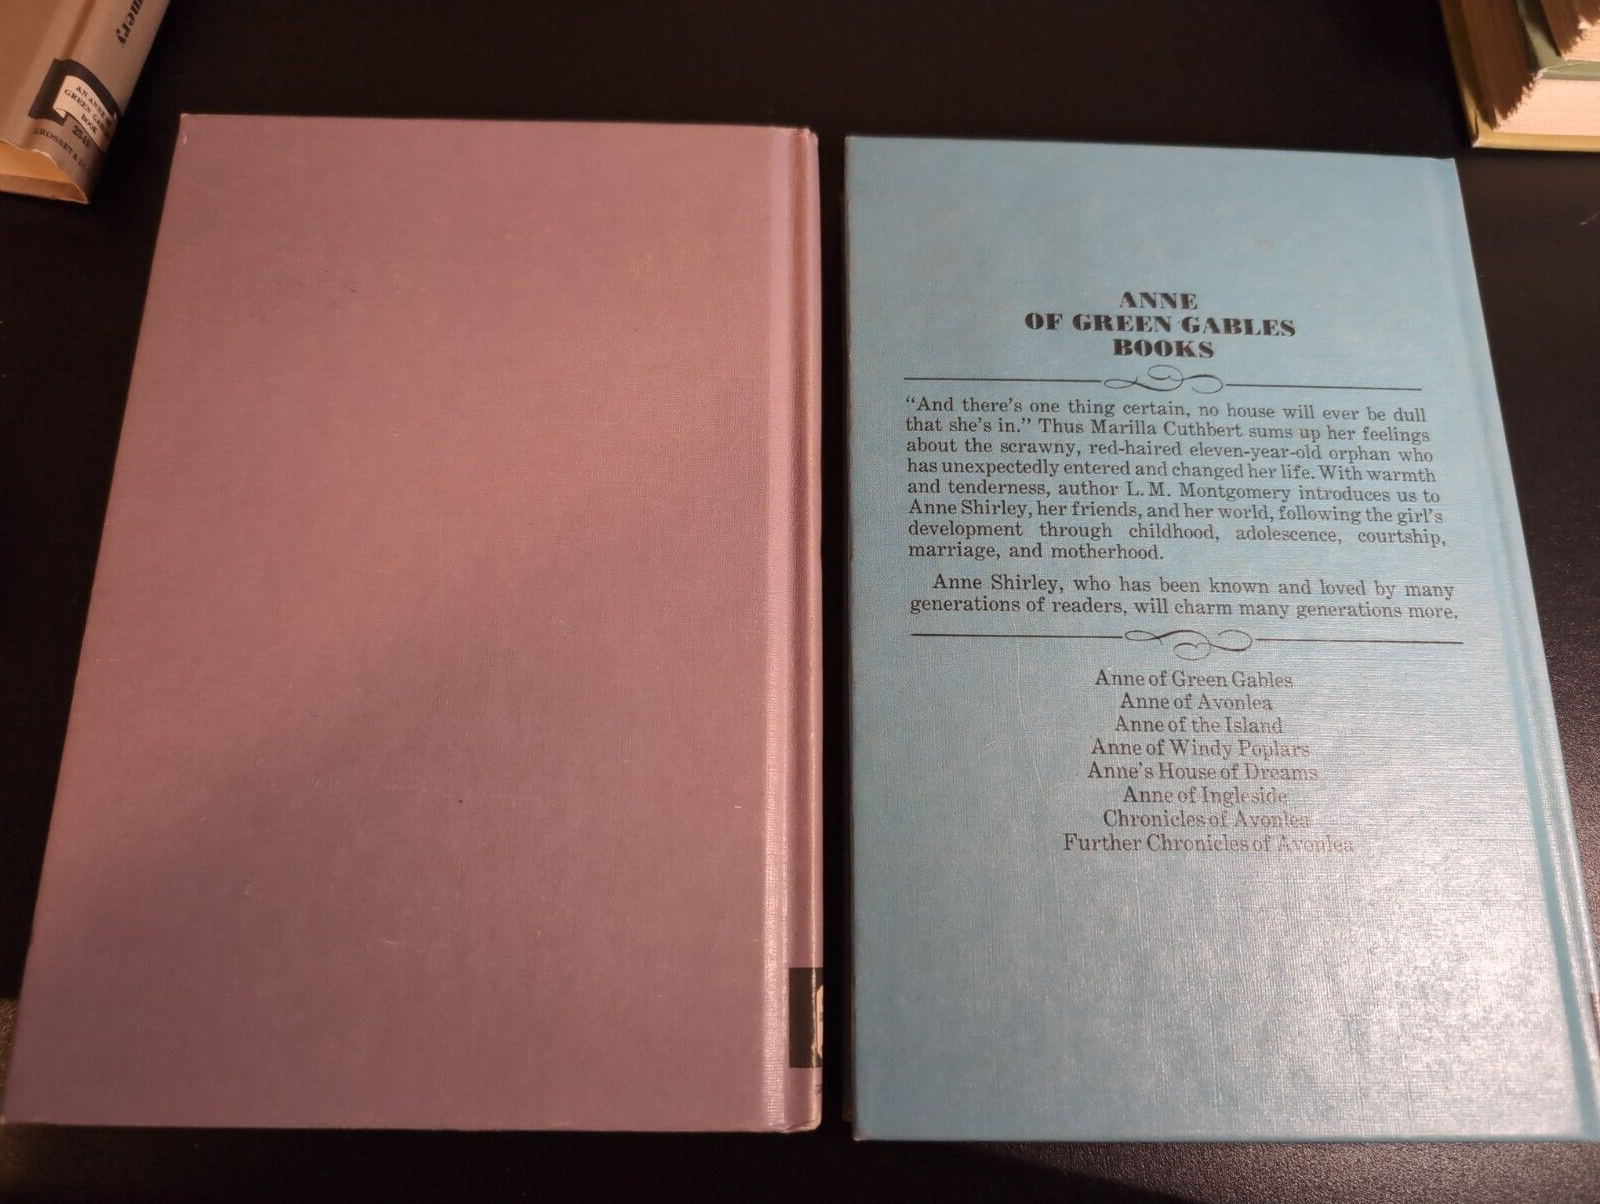 AN ANNE
GREEN
BOOK
GROSSET &
ANNE
OF GREEN GABLES
BOOKS
“And there’s one thing certain, no house will ever be dull
that she’s in.” Thus Marilla Cuthbert sums up her feelings
about the scrawny, red-haired eleven-year-old orphan who
has unexpectedly entered and changed her life. With warmth
and tenderness, author L. M. Montgomery introduces us to
Anne Shirley, her friends, and her world, following the girl’s
development through childhood, adolescence, courtship,
marriage, and motherhood.
Anne Shirley, who has been known and loved by many
generations of readers, will charm many generations more.
Anne of Green Gables
Anne of Avonlea
Anne of the Island
Anne of Windy Poplars
Anne’s House of Dreams
Anne of Ingleside
Chronicles of Avonlea
Further Chronicles of Avonlea